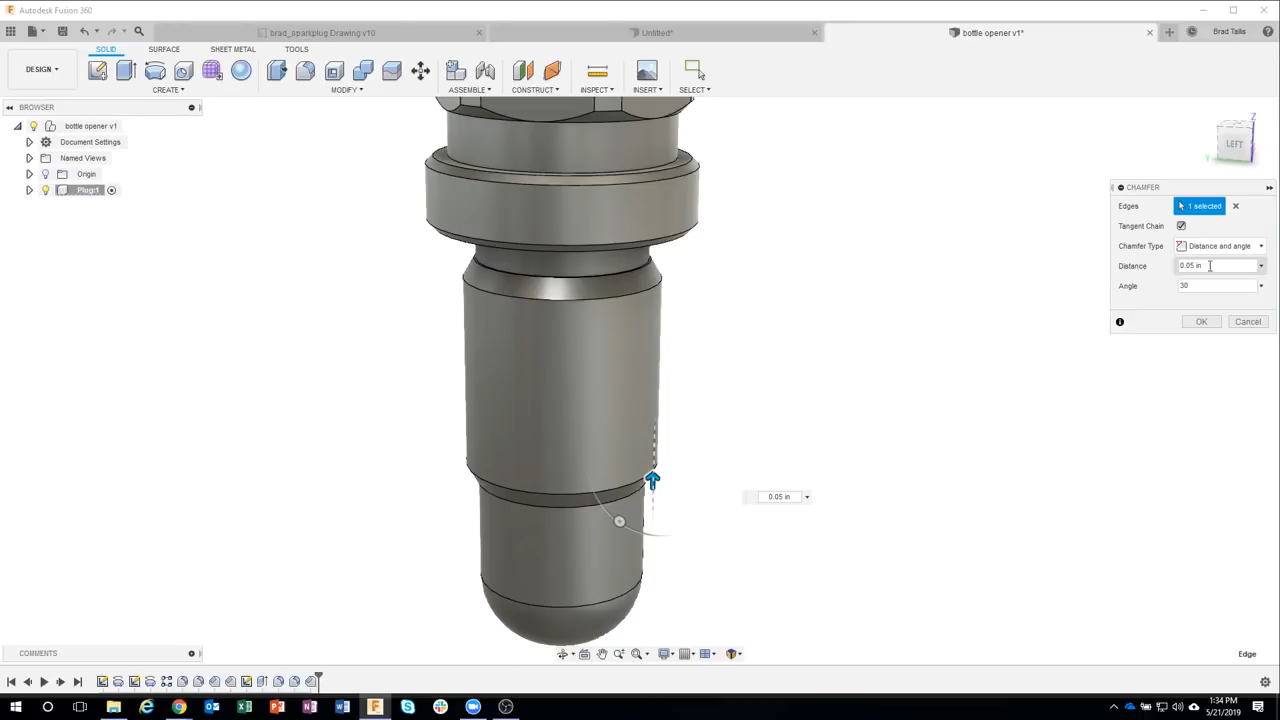 Autodesk Fusion 360
brad_sparkplug Drawing v10
Untitled*
bottle opener v1*
Brad Tallis
DESIGN
SOLID
SURFACE
SHEET METAL
TOOLS
CREATE
MODIFY
ASSEMBLE
CONSTRUCT
INSPECT
INSERT
SELECT
BROWSER
bottle opener v1
Document Settings
Named Views
Origin
Plug:1
Z
LEFT
Y
CHAMFER
Edges
1 selected
Tangent Chain
Chamfer Type
Distance and angle
Distance
0.05 in
Angle
30
OK
Cancel
0.05 in
COMMENTS
Edge
1:34 PM
5/21/2019